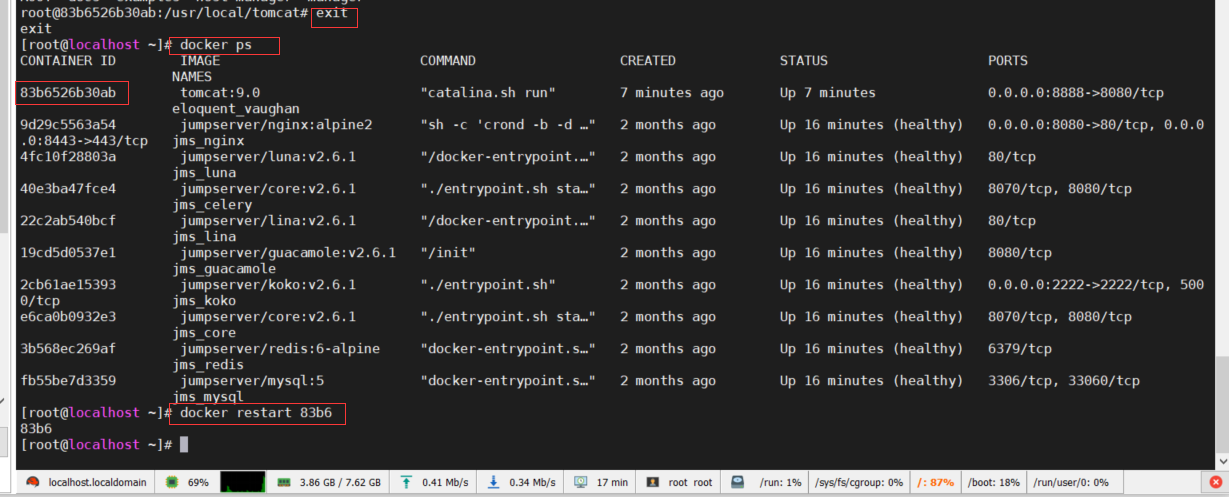 root@83b6526b30ab:/usr/local/tomcat# exit
exit
[root@localhost ~]# docker ps
CONTAINER ID        IMAGE                          COMMAND                  CREATED             STATUS                    PORTS
NAMES
83b6526b30ab        tomcat:9.0                     "catalina.sh run"        7 minutes ago       Up 7 minutes              0.0.0.0:8888->8080/tcp
eloquent_vaughan
9d29c5563a54        jumpserver/nginx:alpine2       "sh -c 'crond -b -d …"   2 months ago        Up 16 minutes (healthy)   0.0.0.0:8080->80/tcp, 0.0.0
.0:8443->443/tcp   jms_nginx
4fc10f28803a        jumpserver/luna:v2.6.1         "/docker-entrypoint.…"   2 months ago        Up 16 minutes (healthy)   80/tcp
jms_luna
40e3ba47fce4        jumpserver/core:v2.6.1         "./entrypoint.sh sta…"   2 months ago        Up 16 minutes (healthy)   8070/tcp, 8080/tcp
jms_celery
22c2ab540bcf        jumpserver/lina:v2.6.1         "/docker-entrypoint.…"   2 months ago        Up 16 minutes (healthy)   80/tcp
jms_lina
19cd5d0537e1        jumpserver/guacamole:v2.6.1    "/init"                  2 months ago        Up 16 minutes (healthy)   8080/tcp
jms_guacamole
2cb61ae15393        jumpserver/koko:v2.6.1         "./entrypoint.sh"        2 months ago        Up 16 minutes (healthy)   0.0.0.0:2222->2222/tcp, 500
0/tcp              jms_koko
e6ca0b0932e3        jumpserver/core:v2.6.1         "./entrypoint.sh sta…"   2 months ago        Up 16 minutes (healthy)   8070/tcp, 8080/tcp
jms_core
3b568ec269af        jumpserver/redis:6-alpine      "docker-entrypoint.s…"   2 months ago        Up 16 minutes (healthy)   6379/tcp
jms_redis
fb55be7d3359        jumpserver/mysql:5             "docker-entrypoint.s…"   2 months ago        Up 16 minutes (healthy)   3306/tcp, 33060/tcp
jms_mysql
[root@localhost ~]# docker restart 83b6
83b6
[root@localhost ~]#
localhost.localdomain 69% 3.86 GB / 7.62 GB 0.41 Mb/s 0.34 Mb/s 17 min root root /run: 1% /sys/fs/cgroup: 0% /: 87% /boot: 18% /run/user/0: 0%